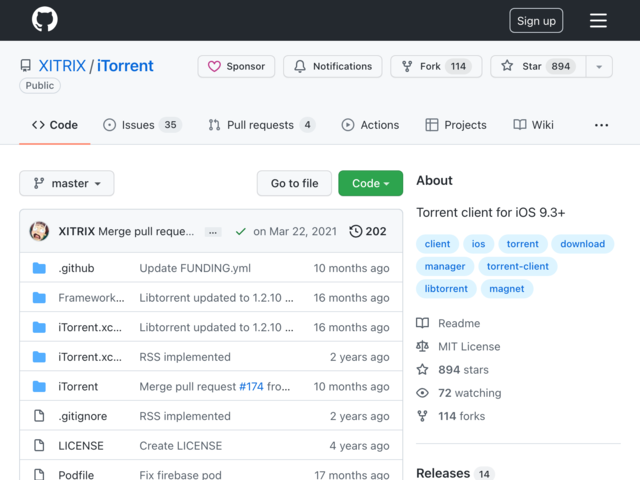 Sign up
XITRIX / iTorrent
Public
Sponsor
Notifications
Fork 114
Star 894
Code
Issues 35
Pull requests 4
Actions
Projects
Wiki
master
Go to file
Code
XITRIX Merge pull reque... ... on Mar 22, 2021 202
.github Update FUNDING.yml 10 months ago
Framework... Libtorrent updated to 1.2.10 ... 16 months ago
iTorrent.xc... Libtorrent updated to 1.2.10 ... 16 months ago
iTorrent.xc... RSS implemented 2 years ago
iTorrent Merge pull request #174 fro... 10 months ago
.gitignore RSS implemented 2 years ago
LICENSE Create LICENSE 4 years ago
Podfile Fix firebase pod 17 months ago
About
Torrent client for iOS 9.3+
client ios torrent download
manager torrent-client
libtorrent magnet
Readme
MIT License
894 stars
72 watching
114 forks
Releases 14